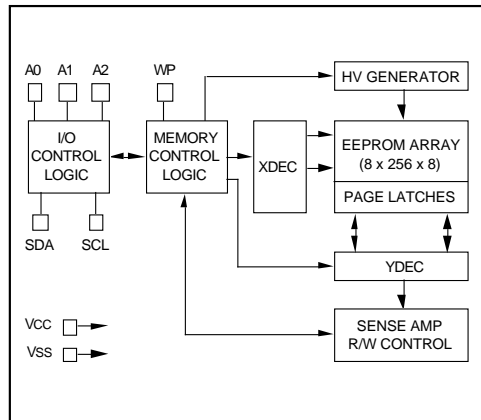 A0 A1 A2 WP
HV GENERATOR
I/O
CONTROL
LOGIC
MEMORY
CONTROL
LOGIC
XDEC
EEPROM ARRAY
(8 x 256 x 8)
PAGE LATCHES
SDA SCL
YDEC
VCC
VSS
SENSE AMP
R/W CONTROL